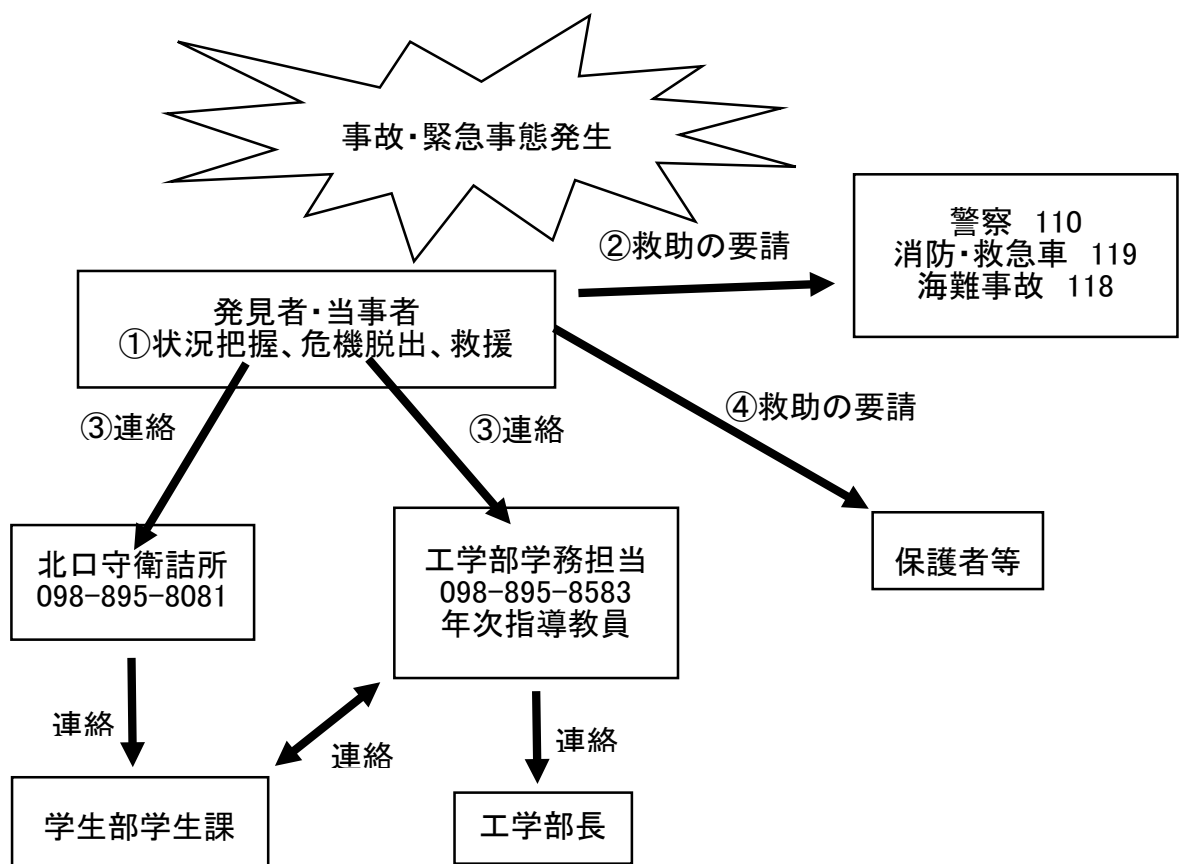 事故・緊急事態発生
②救助の要請
警察 110
消防・救急車 119
海難事故 118
発見者・当事者
①状況把握、危機脱出、救援
③連絡
③連絡
④救助の要請
北口守衛詰所
098-895-8081
工学部学務担当
098-895-8583
年次指導教員
保護者等
連絡
連絡
連絡
学生部学生課
工学部長